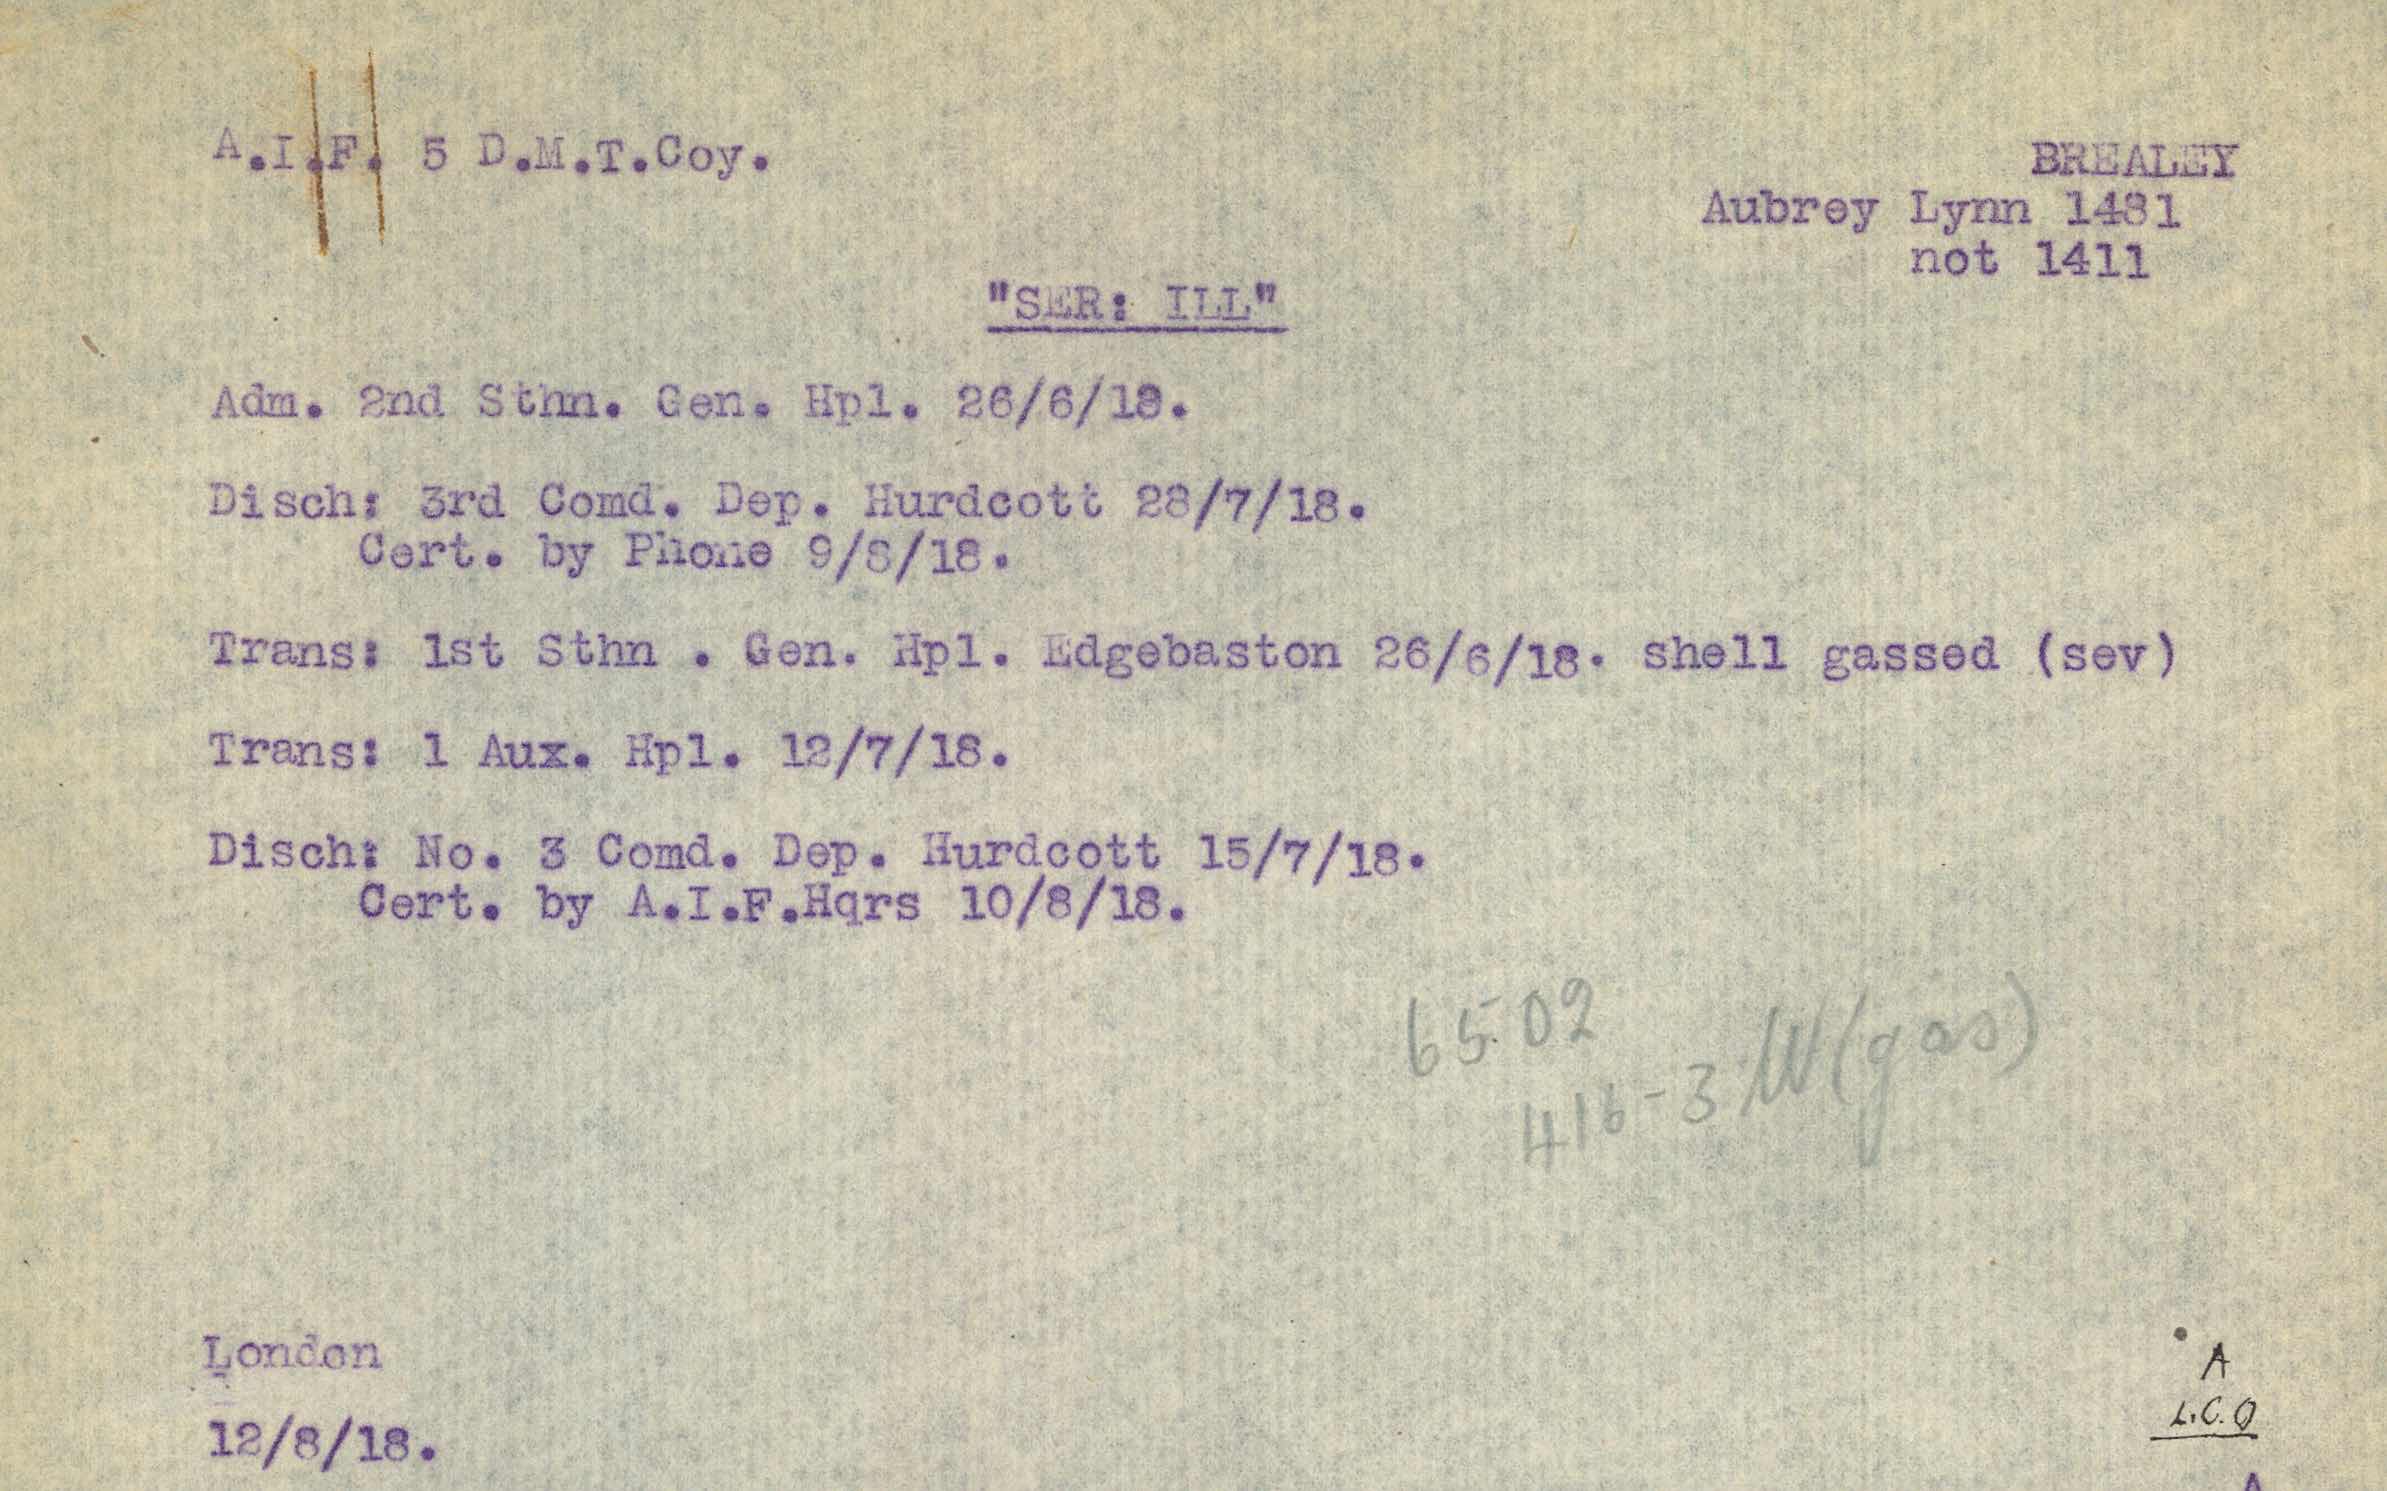 A.I.F. 5 D.M.T.Coy.
BREALEY
Aubrey Lynn 1481
not 1411
"SER: ILL"
Adm. 2nd Sthn. Gen. Hpl. 26/6/18.
Disch: 3rd Comd. Dep. Hurdcott 28/7/18.
Cert. by Phone 9/8/18.
Trans: 1st Sthn . Gen. Hpl. Edgebaston 26/6/18. shell gassed (sev)
Trans: 1 Aux. Hpl. 12/7/18.
Disch: No. 3 Comd. Dep. Hurdcott 15/7/18.
Cert. by A.I.F.Hqrs 10/8/18.
6502
416-3 W(gas)
London
12/8/18.
A
L.C.O